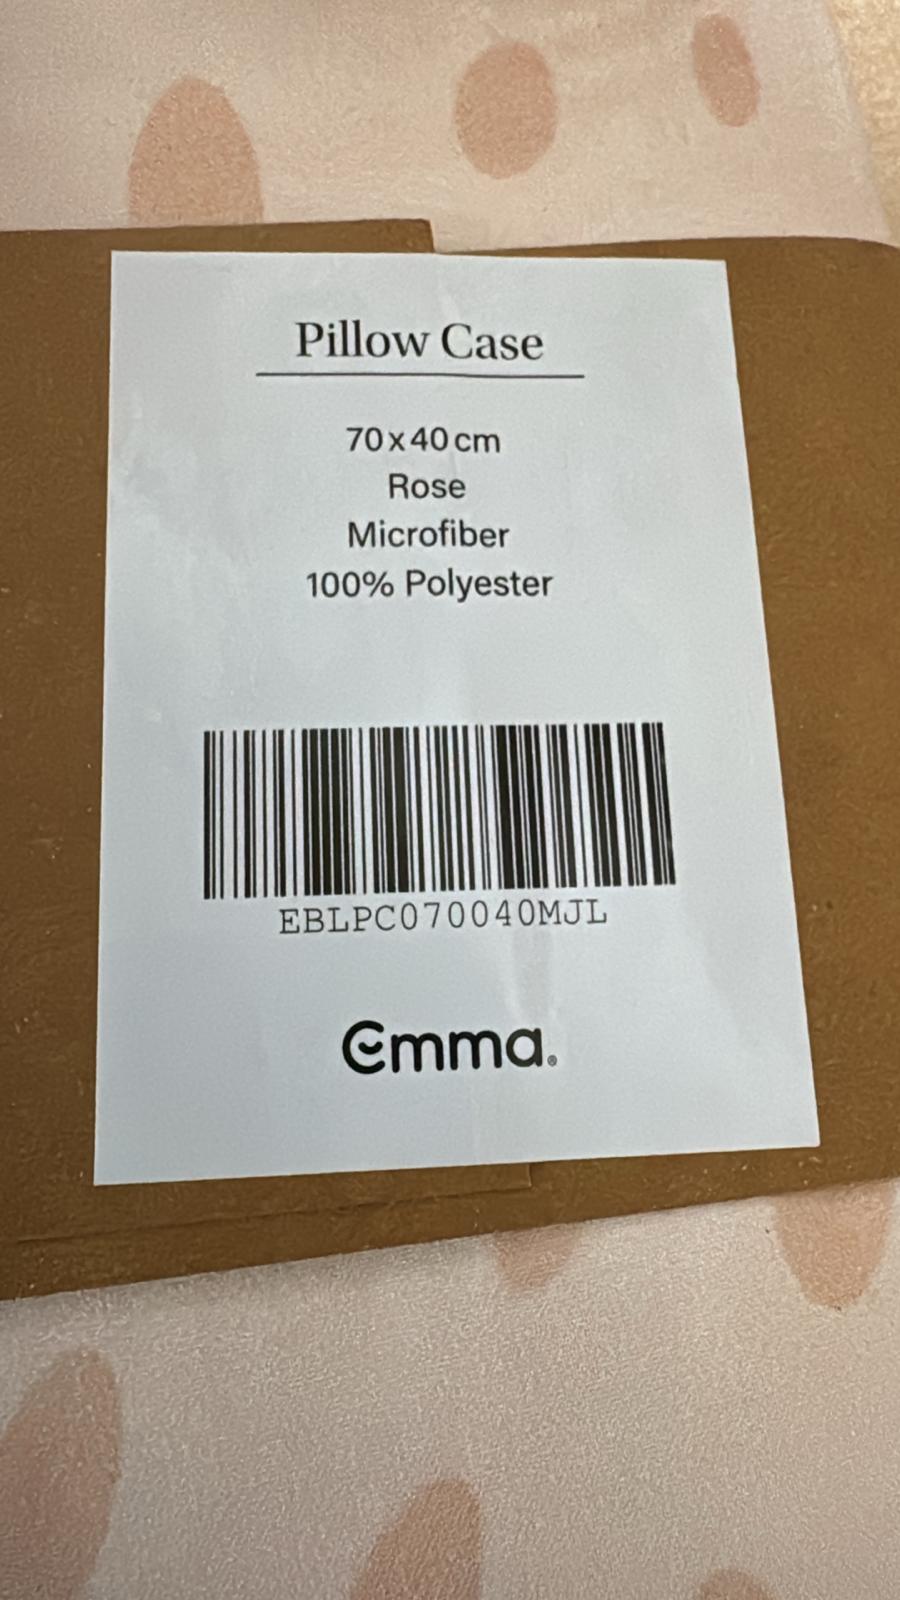 Pillow Case
70x40cm
Rose
Microfiber
100% Polyester
EBLPC070040MJL
emma.®